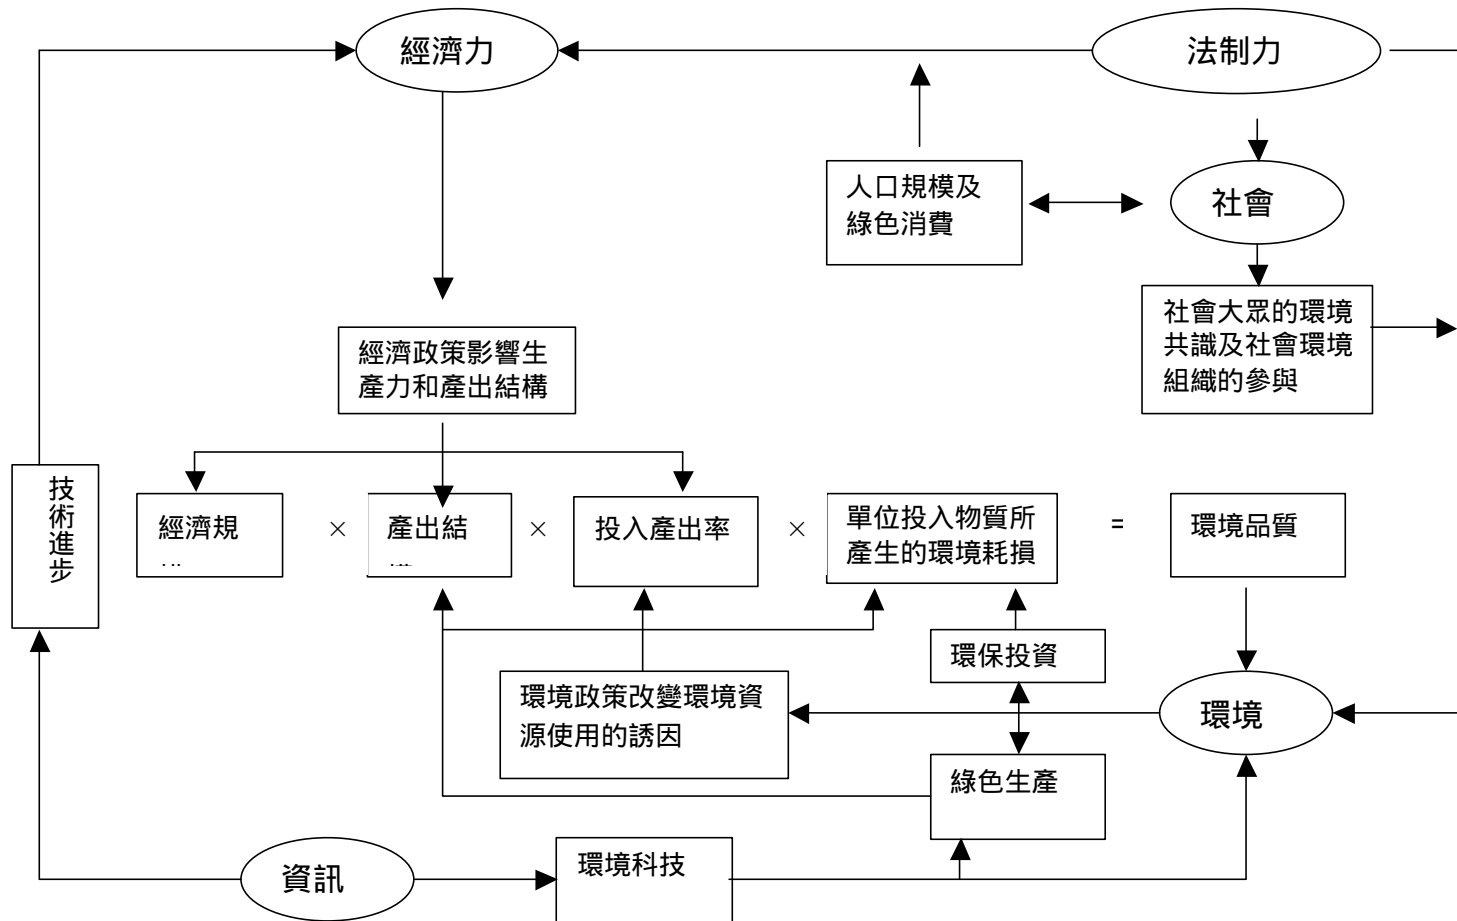 經濟力
法制力
人口規模及
綠色消費
社會
社會大眾的環境
共識及社會環境
組織的參與
經濟政策影響生
產力和產出結構
技術進步
經濟規
×
產出結
×
投入產出率
×
單位投入物質所
產生的環境耗損
=
環境品質
環保投資
環境政策改變環境資
源使用的誘因
環境
綠色生產
資訊
環境科技